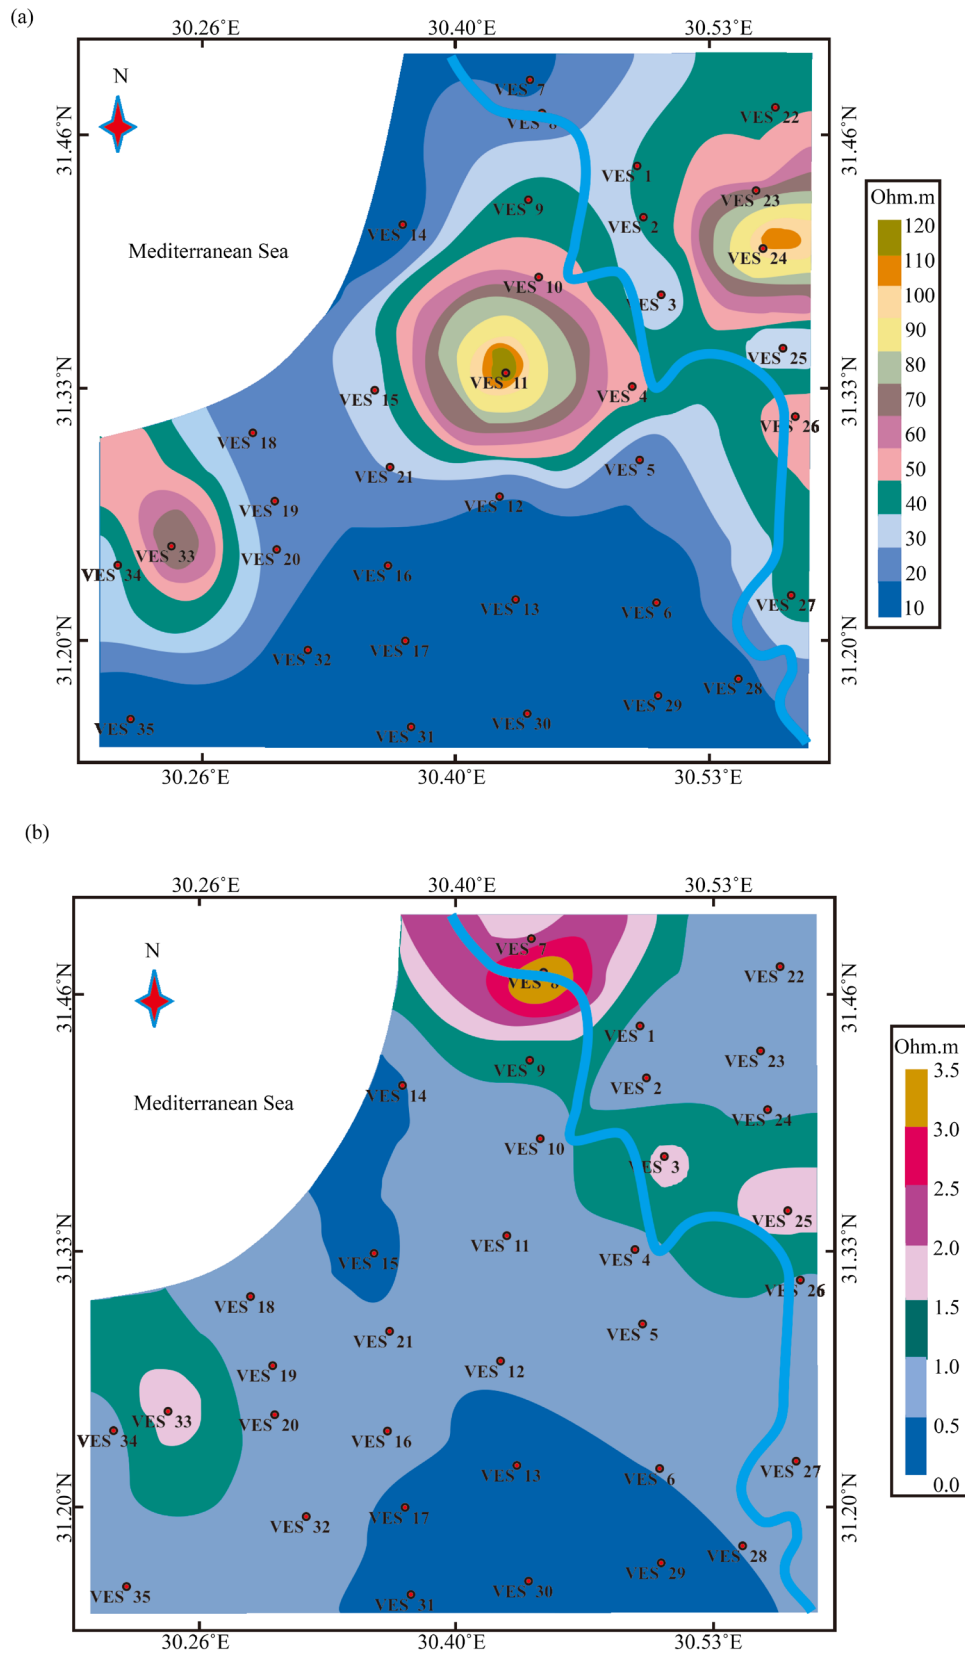 (a)
30.26°E 30.40°E 30.53°E
N
VES 7
VES 8
VES 22
31.46°N 31.46°N
VES 1
Ohm.m
VES 23
120
VES 9
VES 2
VES 14
Mediterranean Sea
VES 24
110
VES 10
100
VES 3
90
VES 25
80
VES 11
31.33°N 31.33°N
VES 15
VES 4
70
VES 26
60
VES 18
VES 21
VES 5
50
VES 19
VES 12
40
VES 33
VES 20
30
VES 34
VES 16
20
VES 13
VES 6
VES 27
10
31.20°N 31.20°N
VES 32
VES 17
VES 28
VES 29
VES 35
VES 31
VES 30
30.26°E 30.40°E 30.53°E
(b)
30.26°E 30.40°E 30.53°E
N
VES 7
VES 8
VES 22
31.46°N 31.46°N
VES 1
Ohm.m
VES 9
VES 23
3.5
VES 14
VES 2
Mediterranean Sea
VES 24
3.0
VES 10
VES 3
2.5
VES 25
VES 11
31.33°N 31.33°N
VES 15
VES 4
2.0
VES 26
VES 18
1.5
VES 21
VES 5
VES 19
VES 12
1.0
VES 33
VES 20
VES 34
VES 16
0.5
VES 13
VES 6
VES 27
0.0
31.20°N 31.20°N
VES 32
VES 17
VES 28
VES 29
VES 35
VES 31
VES 30
30.26°E 30.40°E 30.53°E